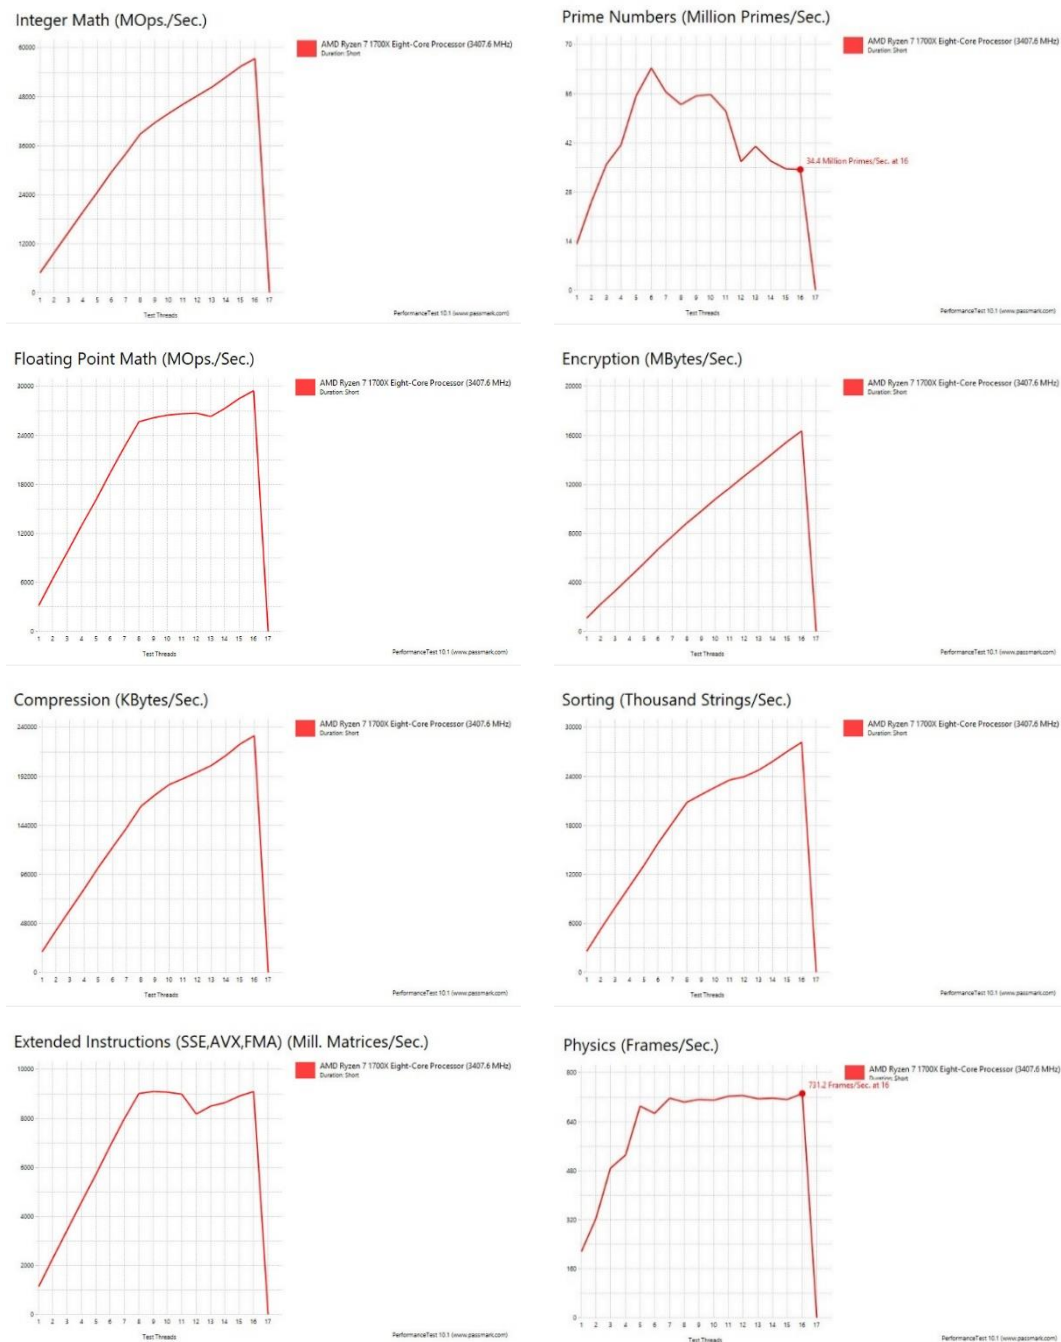 Integer Math (MOps./Sec.)
AMD Ryzen 7 1700X Eight-Core Processor (3407.6 MHz)
Duration: Short
60000
48000
36000
24000
12000
0
1 2 3 4 5 6 7 8 9 10 11 12 13 14 15 16 17
Test Threads
PerformanceTest 10.1 (www.passmark.com)
Prime Numbers (Million Primes/Sec.)
AMD Ryzen 7 1700X Eight-Core Processor (3407.6 MHz)
Duration: Short
70
56
42
28
14
0
34.4 Million Primes/Sec. at 16
1 2 3 4 5 6 7 8 9 10 11 12 13 14 15 16 17
Test Threads
PerformanceTest 10.1 (www.passmark.com)
Floating Point Math (MOps./Sec.)
AMD Ryzen 7 1700X Eight-Core Processor (3407.6 MHz)
Duration: Short
30000
24000
18000
12000
6000
0
1 2 3 4 5 6 7 8 9 10 11 12 13 14 15 16 17
Test Threads
PerformanceTest 10.1 (www.passmark.com)
Encryption (MBytes/Sec.)
AMD Ryzen 7 1700X Eight-Core Processor (3407.6 MHz)
Duration: Short
20000
16000
12000
8000
4000
0
1 2 3 4 5 6 7 8 9 10 11 12 13 14 15 16 17
Test Threads
PerformanceTest 10.1 (www.passmark.com)
Compression (KBytes/Sec.)
AMD Ryzen 7 1700X Eight-Core Processor (3407.6 MHz)
Duration: Short
240000
192000
144000
96000
48000
0
1 2 3 4 5 6 7 8 9 10 11 12 13 14 15 16 17
Test Threads
PerformanceTest 10.1 (www.passmark.com)
Sorting (Thousand Strings/Sec.)
AMD Ryzen 7 1700X Eight-Core Processor (3407.6 MHz)
Duration: Short
30000
24000
18000
12000
6000
0
1 2 3 4 5 6 7 8 9 10 11 12 13 14 15 16 17
Test Threads
PerformanceTest 10.1 (www.passmark.com)
Extended Instructions (SSE,AVX,FMA) (Mill. Matrices/Sec.)
AMD Ryzen 7 1700X Eight-Core Processor (3407.6 MHz)
Duration: Short
10000
8000
6000
4000
2000
0
1 2 3 4 5 6 7 8 9 10 11 12 13 14 15 16 17
Test Threads
PerformanceTest 10.1 (www.passmark.com)
Physics (Frames/Sec.)
AMD Ryzen 7 1700X Eight-Core Processor (3407.6 MHz)
Duration: Short
731.2 Frames/Sec. at 16
800
640
480
320
160
0
1 2 3 4 5 6 7 8 9 10 11 12 13 14 15 16 17
Test Threads
PerformanceTest 10.1 (www.passmark.com)